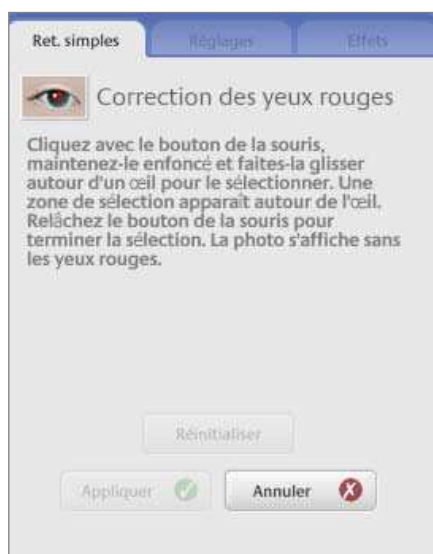 Ret. simples Réglages Effets
Correction des yeux rouges
Cliquez avec le bouton de la souris,
maintenez-le enfoncé et faites-la glisser
autour d'un œil pour le sélectionner. Une
zone de sélection apparaît autour de l'œil.
Relâchez le bouton de la souris pour
terminer la sélection. La photo s'affiche sans
les yeux rouges.
Réinitialiser
Appliquer Annuler